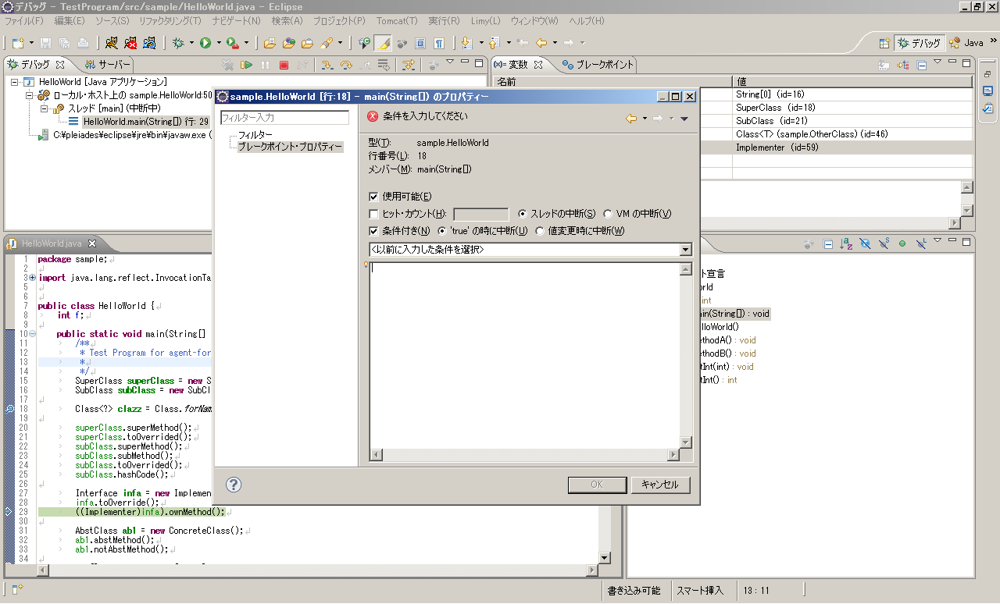 デバッグ - TestProgram/src/sample/HelloWorld.java - Eclipse
ファイル(F) 編集(E) ソース(S) リファクタリング(T) ナビゲート(N) 検索(A) プロジェクト(P) Tomcat(T) 実行(R) Limy(L) ウィンドウ(W) ヘルプ(H)
デバッグ Java
デバッグ サーバー
HelloWorld [Java アプリケーション]
ローカル・ホスト上の sample.HelloWorld:50
スレッド [main] (中断中)
HelloWorld.main(String[]) 行: 29
C:¥pleiades¥eclipse¥jre¥bin¥javaw.exe (
(x)= 変数 ブレークポイント
名前 値
String[0] (id=16)
SuperClass (id=18)
SubClass (id=21)
Class<T> (sample.OtherClass) (id=46)
Implementer (id=59)
sample.HelloWorld [行:18] - main(String[]) のプロパティー
フィルター入力
フィルター
ブレークポイント・プロパティー
条件を入力してください
型(T): sample.HelloWorld
行番号(L): 18
メンバー(M): main(String[])
使用可能(E)
ヒット・カウント(H): スレッドの中断(S) VM の中断(V)
条件付き(N) 'true' の時に中断(U) 値変更時に中断(W)
<以前に入力した条件を選択>
OK キャンセル
HelloWorld.java
1 package sample;
2
3 import java.lang.reflect.InvocationTa
5
6
7 public class HelloWorld {
8 int f;
9
10 public static void main(String[]
11 /**
12 * Test Program for agent-for
13 *
14 */
15 SuperClass superClass = new S
16 SubClass subClass = new SubCl
17
18 Class<?> clazz = Class.forNam
19
20 superClass.superMethod();
21 superClass.toOverrided();
22 subClass.superMethod();
23 subClass.subMethod();
24 subClass.toOverrided();
25 subClass.hashCode();
26
27 Interface infa = new Implemen
28 infa.toOverride();
29 ((Implementer)infa).ownMethod();
30
31 AbstClass ab1 = new ConcreteClass();
32 ab1.abstMethod();
33 ab1.notAbstMethod();
34
ト宣言
orld
int
ain(String[]) : void
elloWorld()
ethodA() : void
ethodB() : void
tInt(int) : void
tInt() : int
書き込み可能 スマート挿入 13 : 11